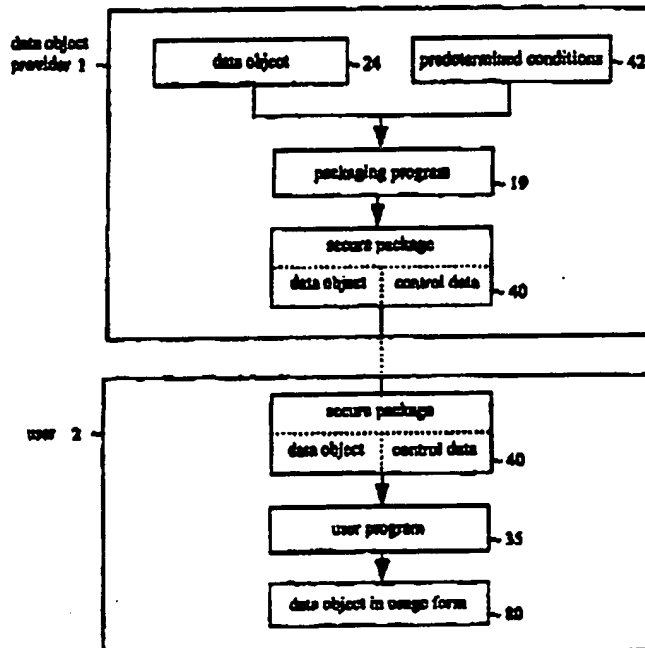 data object
provider 1
data object
24
predetermined conditions
42
packaging program
19
secure package
data object
control data
40
user 2
secure package
data object
control data
40
user program
35
data object in usage form
80